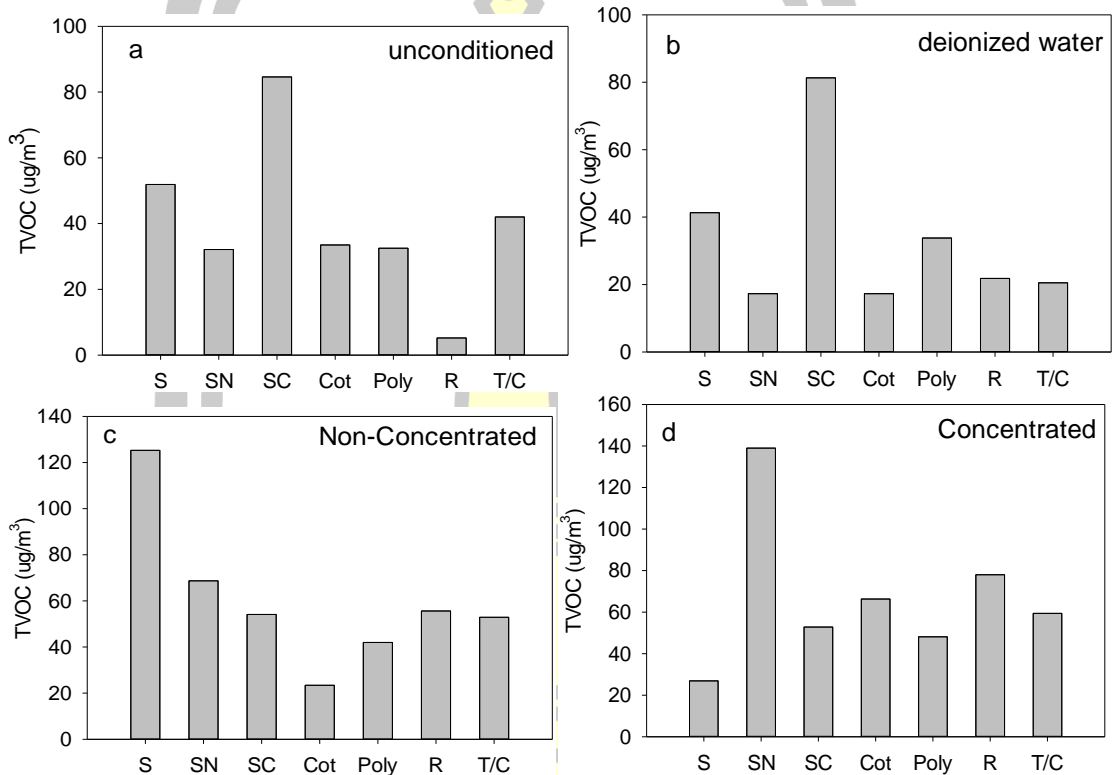 a
unconditioned
TVOC (ug/m³)
100
80
60
40
20
0
S SN SC Cot Poly R T/C
b
deionized water
TVOC (ug/m³)
100
80
60
40
20
0
S SN SC Cot Poly R T/C
c
Non-Concentrated
TVOC (ug/m³)
140
120
100
80
60
40
20
0
S SN SC Cot Poly R T/C
d
Concentrated
TVOC (ug/m³)
160
140
120
100
80
60
40
20
0
S SN SC Cot Poly R T/C